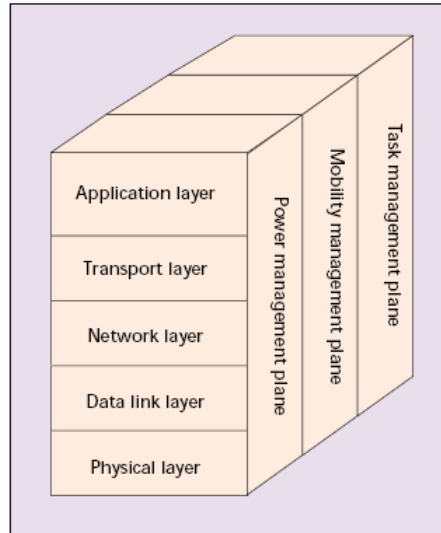 Application layer
Transport layer
Network layer
Data link layer
Physical layer
Power management plane
Mobility management plane
Task management plane